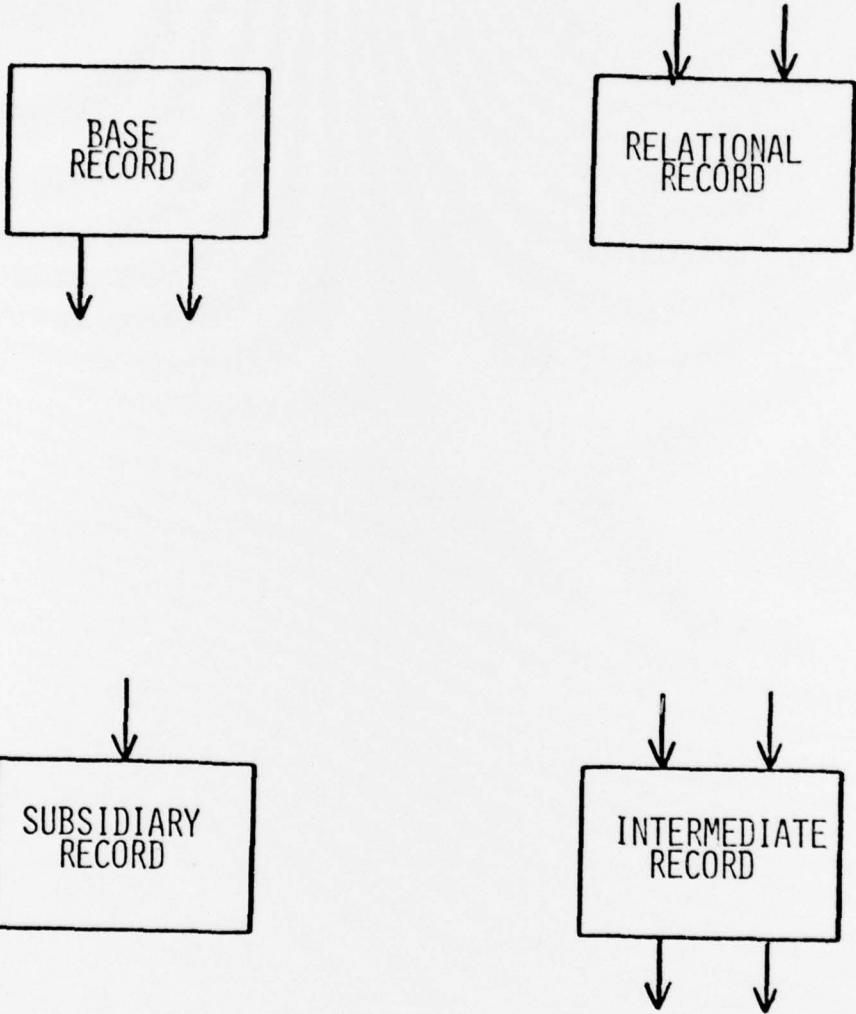 BASE
RECORD
RELATIONAL
RECORD
SUBSIDIARY
RECORD
INTERMEDIATE
RECORD